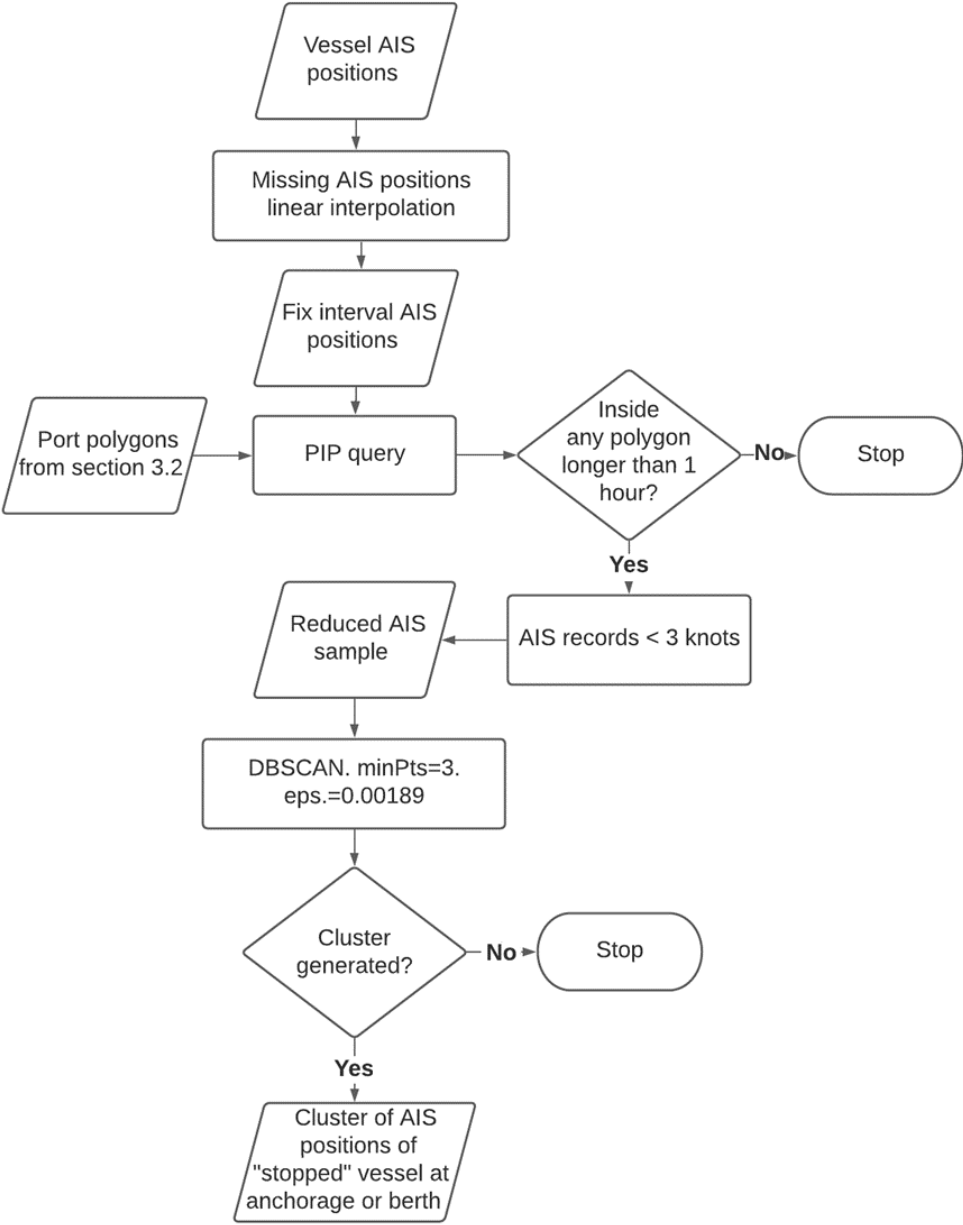 Vessel AIS
positions
Missing AIS positions
linear interpolation
Fix interval AIS
positions
Port polygons
from section 3.2
PIP query
Inside
any polygon
longer than 1
hour?
No
Stop
Yes
AIS records < 3 knots
Reduced AIS
sample
DBSCAN. minPts=3.
eps.=0.00189
Cluster
generated?
No
Stop
Yes
Cluster of AIS
positions of
"stopped" vessel at
anchorage or berth